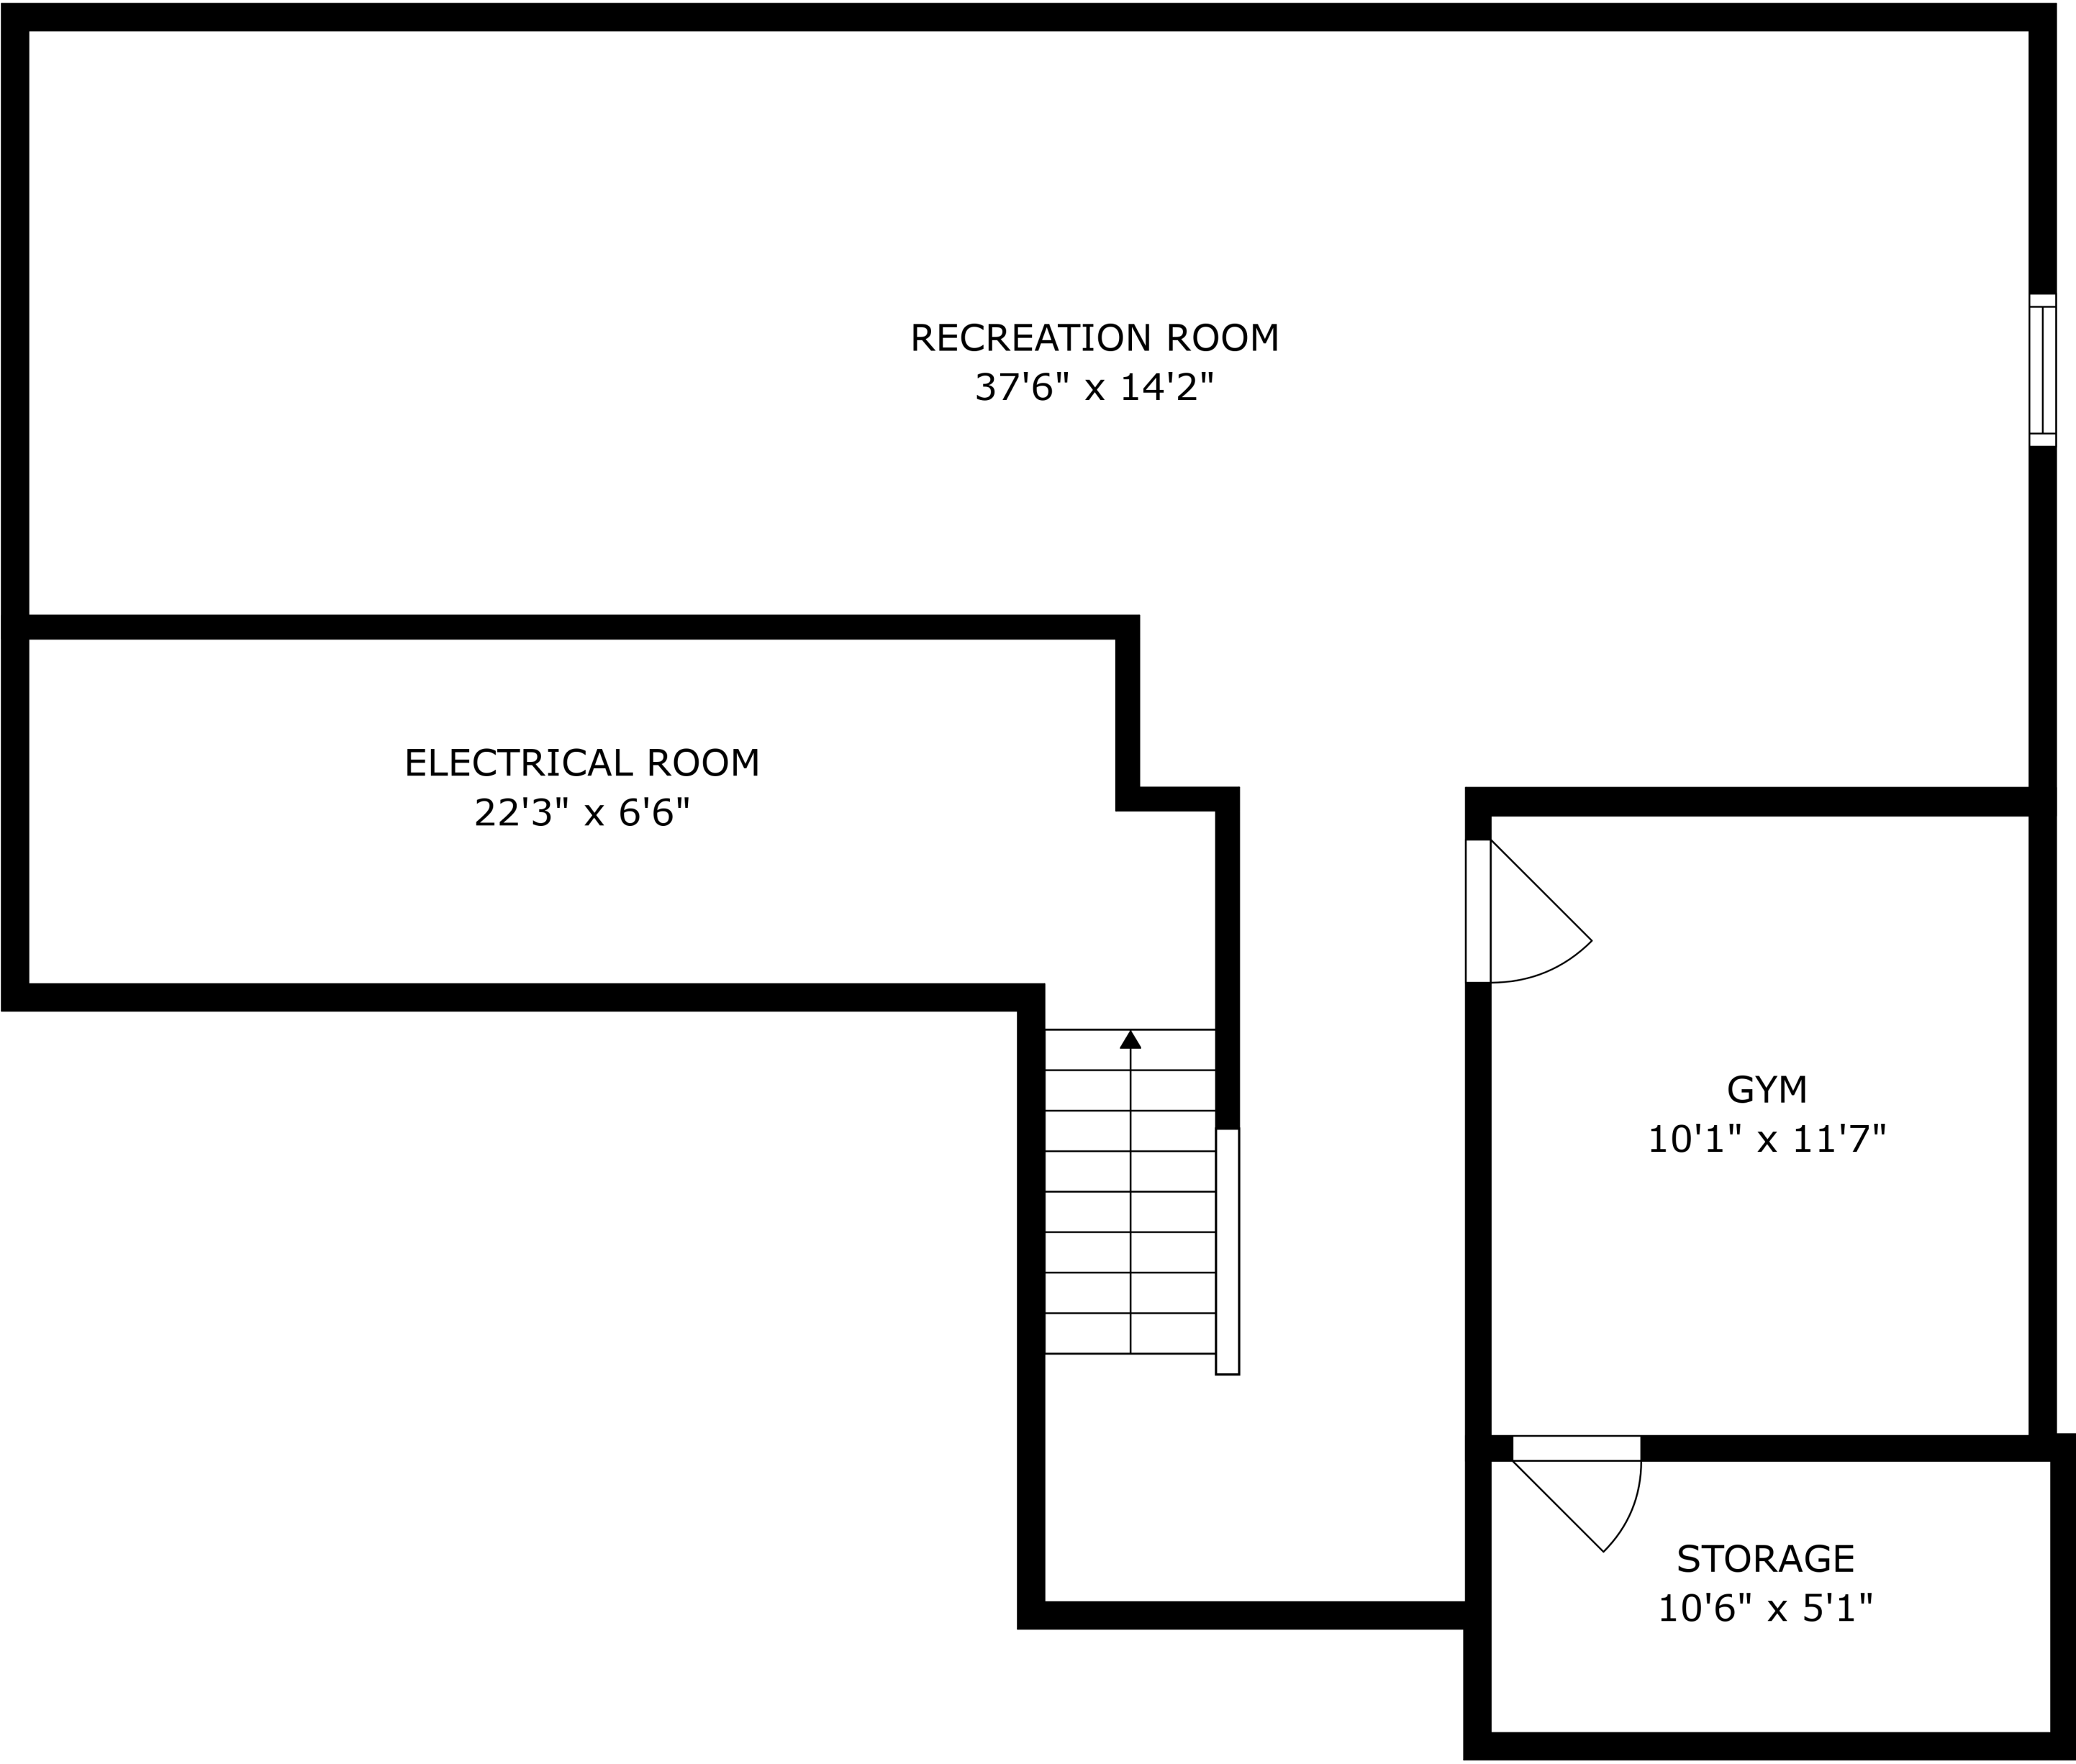 RECREATION ROOM
37'6" x 14'2"
ELECTRICAL ROOM
22'3" x 6'6"
GYM
10'1" x 11'7"
STORAGE
10'6" x 5'1"